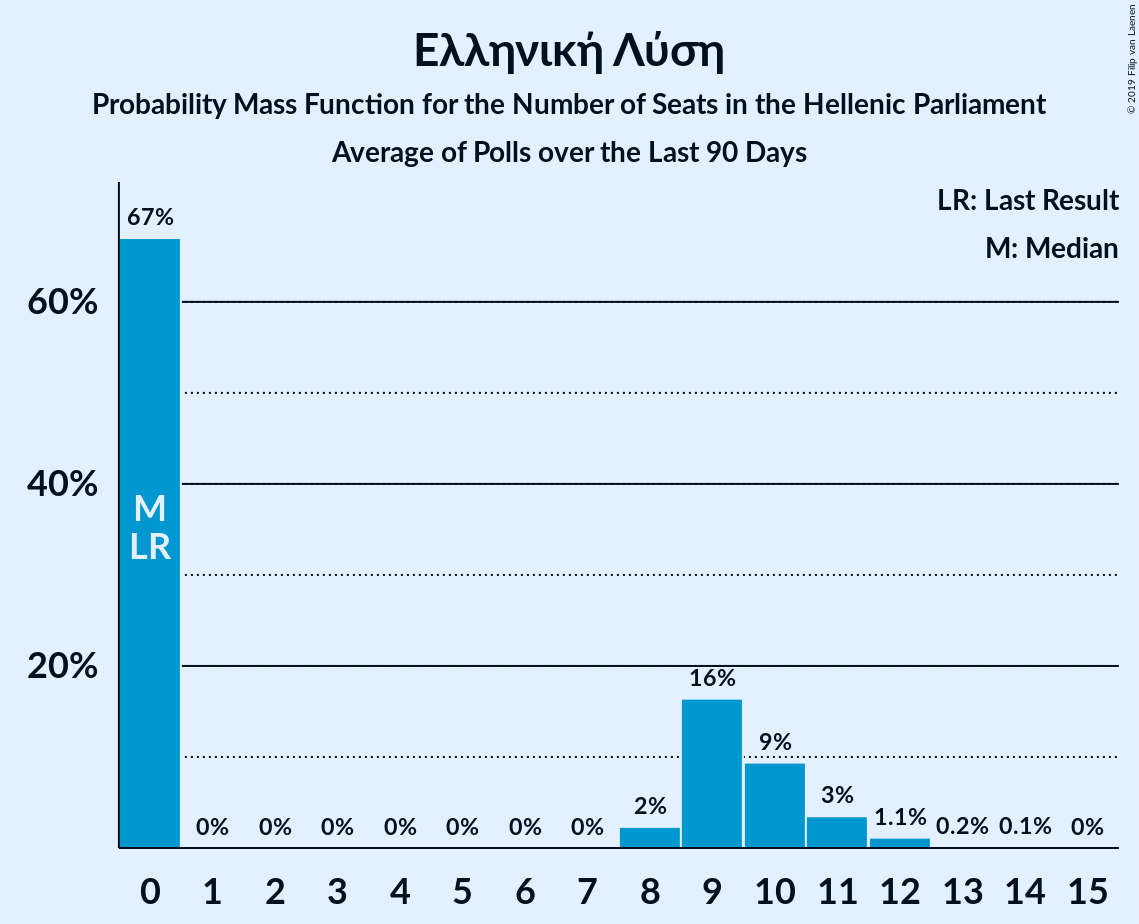 Ελληνική Λύση
Probability Mass Function for the Number of Seats in the Hellenic Parliament
Average of Polls over the Last 90 Days
© 2019 Filip van Laenen
LR: Last Result
M: Median
67%
60%
40%
20%
M
LR
0% 0% 0% 0% 0% 0% 0% 2% 16% 9% 3% 1.1% 0.2% 0.1% 0%
0 1 2 3 4 5 6 7 8 9 10 11 12 13 14 15